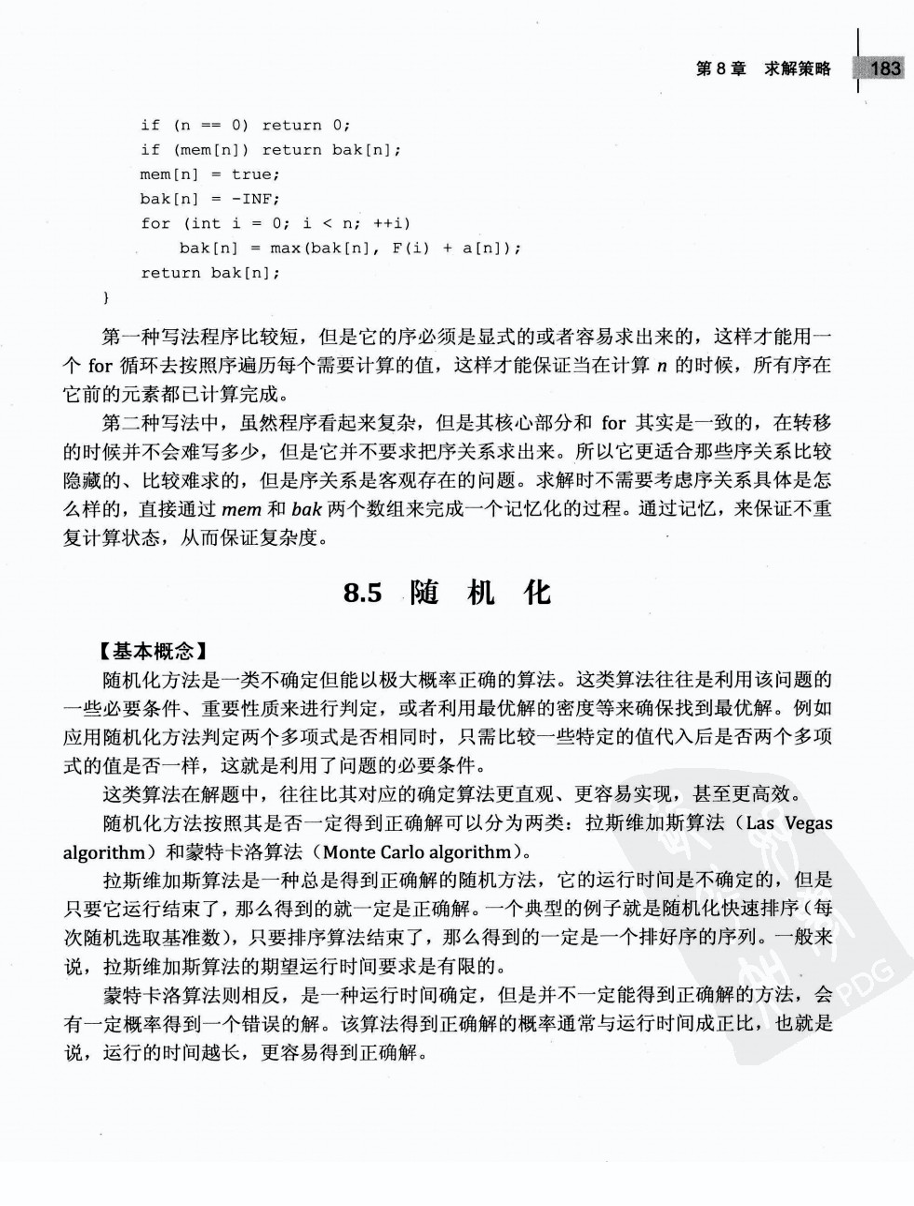 第 8 章 求解策略 183
if (n == 0) return 0;
if (mem[n]) return bak[n];
mem[n] = true;
bak[n] = -INF;
for (int i = 0; i < n; ++i)
bak[n] = max(bak[n], F(i) + a[n]);
return bak[n];
}
第一种写法程序比较短，但是它的序必须是显式的或者容易求出来的，这样才能用一
个 for 循环去按照序遍历每个需要计算的值，这样才能保证当在计算 n 的时候，所有序在
它前的元素都已计算完成。
第二种写法中，虽然程序看起来复杂，但是其核心部分和 for 其实是一致的，在转移
的时候并不会难写多少，但是它并不要求把序关系求出来。所以它更适合那些序关系比较
隐藏的、比较难求的，但是序关系是客观存在的问题。求解时不需要考虑序关系具体是怎
么样的，直接通过 mem 和 bak 两个数组来完成一个记忆化的过程。通过记忆，来保证不重
复计算状态，从而保证复杂度。
8.5 随 机 化
【基本概念】
随机化方法是一类不确定但能以极大概率正确的算法。这类算法往往是利用该问题的
一些必要条件、重要性质来进行判定，或者利用最优解的密度等来确保找到最优解。例如
应用随机化方法判定两个多项式是否相同时，只需比较一些特定的值代入后是否两个多项
式的值是否一样，这就是利用了问题的必要条件。
这类算法在解题中，往往比其对应的确定算法更直观、更容易实现，甚至更高效。
随机化方法按照其是否一定得到正确解可以分为两类：拉斯维加斯算法（Las Vegas
algorithm）和蒙特卡洛算法（Monte Carlo algorithm）。
拉斯维加斯算法是一种总是得到正确解的随机方法，它的运行时间是不确定的，但是
只要它运行结束了，那么得到的就一定是正确解。一个典型的例子就是随机化快速排序（每
次随机选取基准数），只要排序算法结束了，那么得到的一定是一个排好序的序列。一般来
说，拉斯维加斯算法的期望运行时间要求是有限的。
蒙特卡洛算法则相反，是一种运行时间确定，但是并不一定能得到正确解的方法，会
有一定概率得到一个错误的解。该算法得到正确解的概率通常与运行时间成正比，也就是
说，运行的时间越长，更容易得到正确解。
PDG